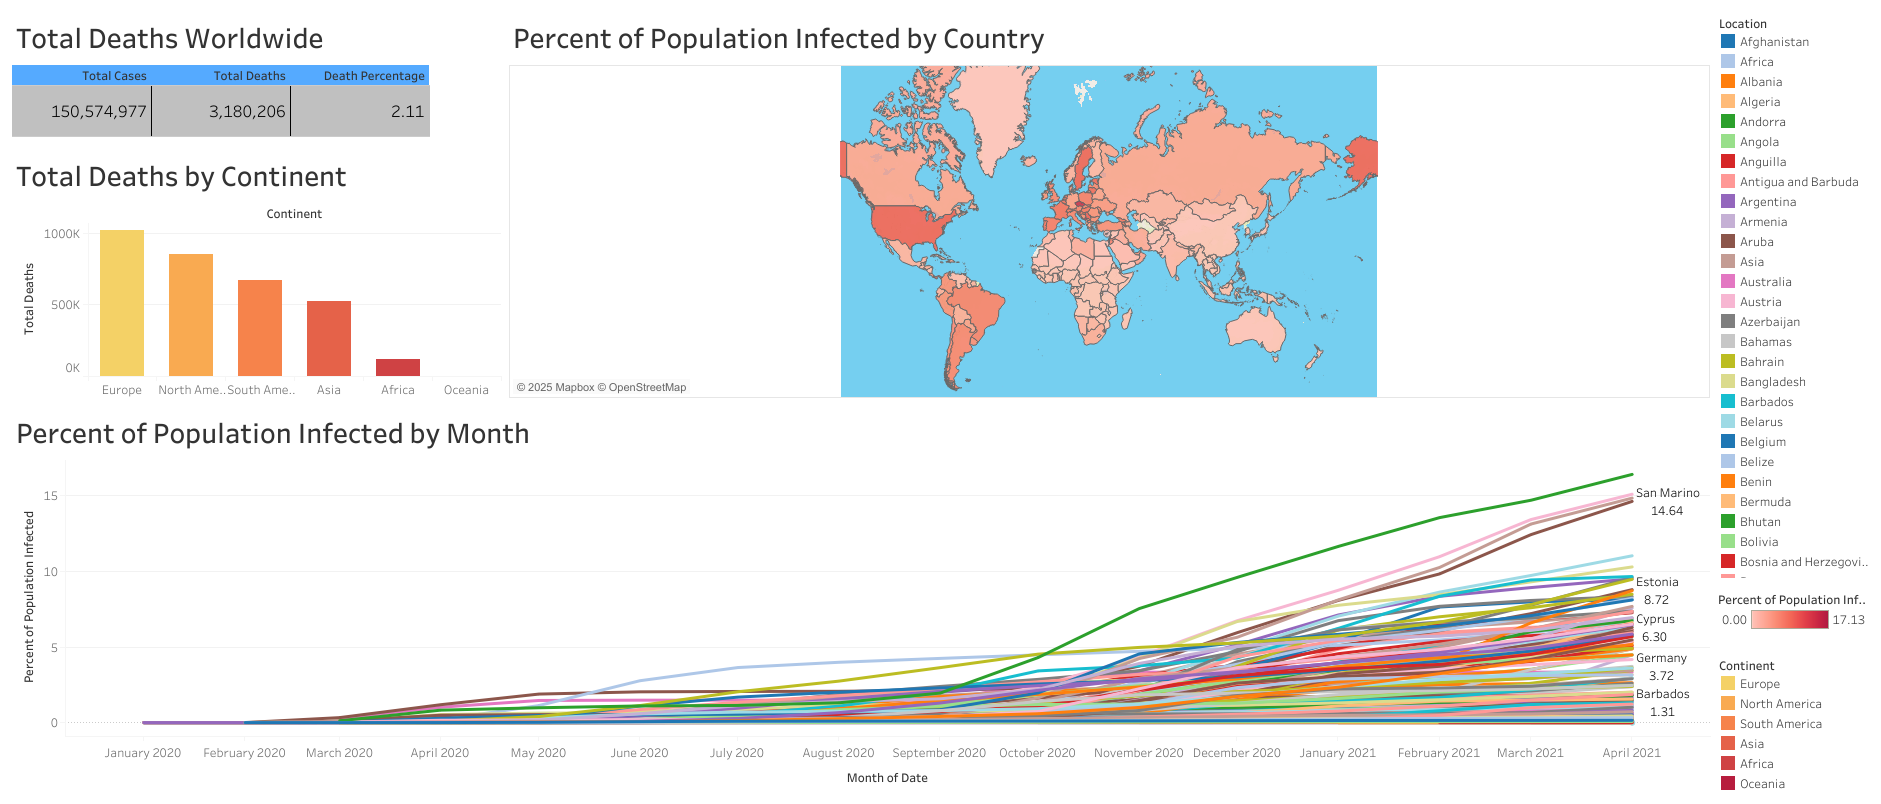 Total Deaths Worldwide
Total Cases Total Deaths Death Percentage
150,574,977 3,180,206 2.11
Total Deaths by Continent
Continent
Total Deaths
1000K
500K
0K
Europe North Ame.. South Ame.. Asia Africa Oceania
Percent of Population Infected by Country
© 2025 Mapbox © OpenStreetMap
Percent of Population Infected by Month
Percent of Population Infected
15
10
5
0
San Marino
14.64
Estonia
8.72
Cyprus
6.30
Germany
3.72
Barbados
1.31
January 2020 February 2020 March 2020 April 2020 May 2020 June 2020 July 2020 August 2020 September 2020 October 2020 November 2020 December 2020 January 2021 February 2021 March 2021 April 2021
Month of Date
Location
Afghanistan
Africa
Albania
Algeria
Andorra
Angola
Anguilla
Antigua and Barbuda
Argentina
Armenia
Aruba
Asia
Australia
Austria
Azerbaijan
Bahamas
Bahrain
Bangladesh
Barbados
Belarus
Belgium
Belize
Benin
Bermuda
Bhutan
Bolivia
Bosnia and Herzegovi..
Percent of Population Inf..
0.00 17.13
Continent
Europe
North America
South America
Asia
Africa
Oceania